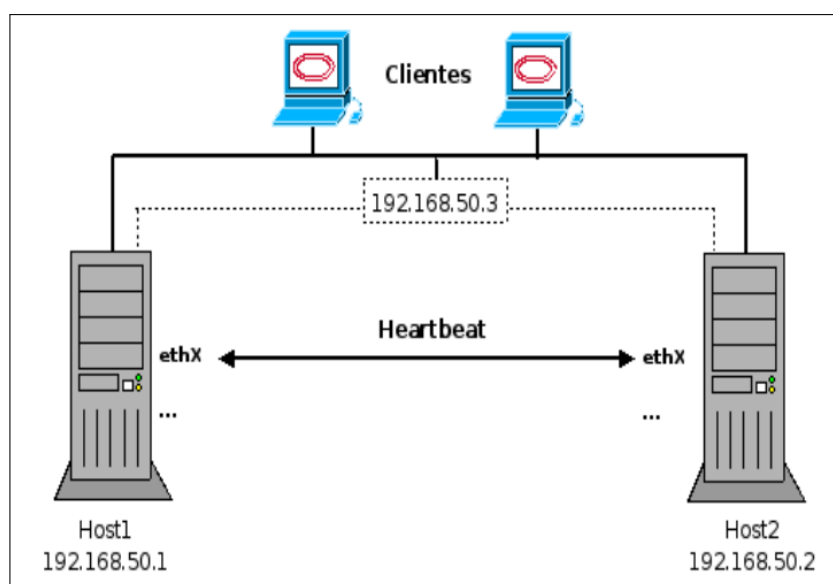 Clientes
192.168.50.3
Heartbeat
ethX
ethX
...
...
Host1
192.168.50.1
Host2
192.168.50.2